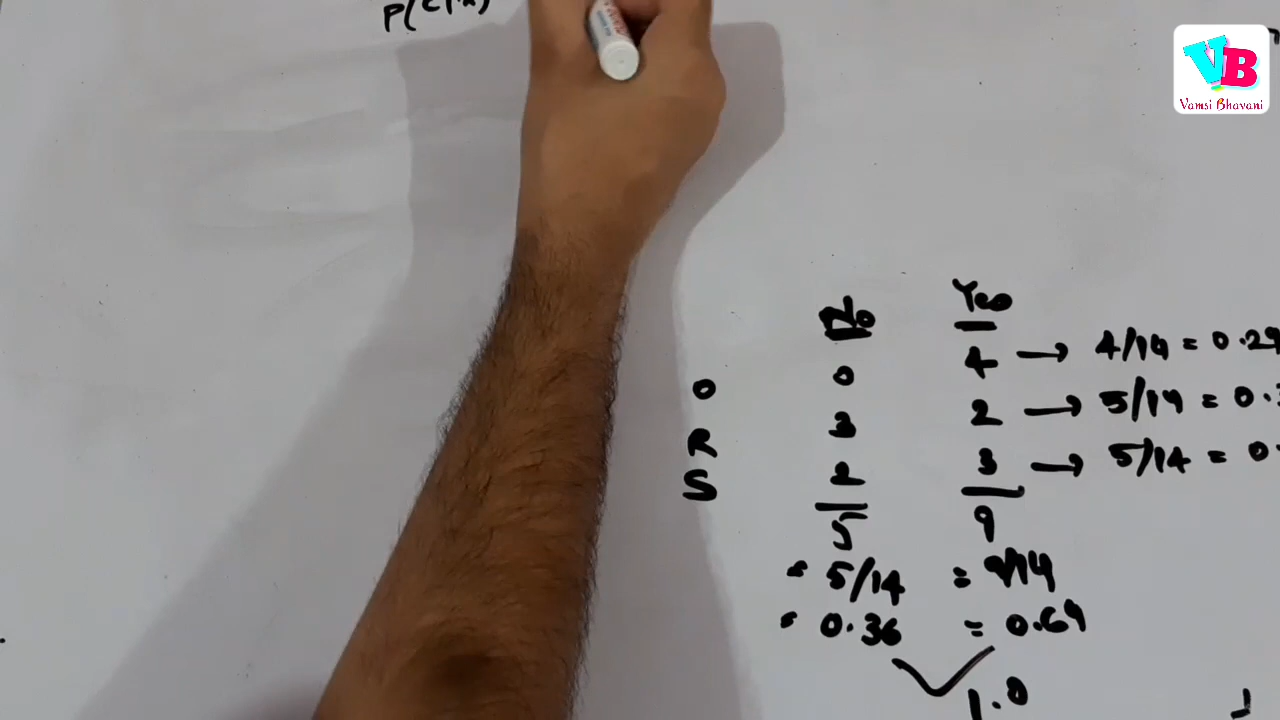 P(c|x)
VB
Vamsi Bhavani
No Yes
O 0 4 → 4/14 = 0.29
R 3 2 → 5/14 = 0.
S 2 3 → 5/14 = 0
5 9
= 5/14 = 9/14
= 0.36 = 0.64
1.0